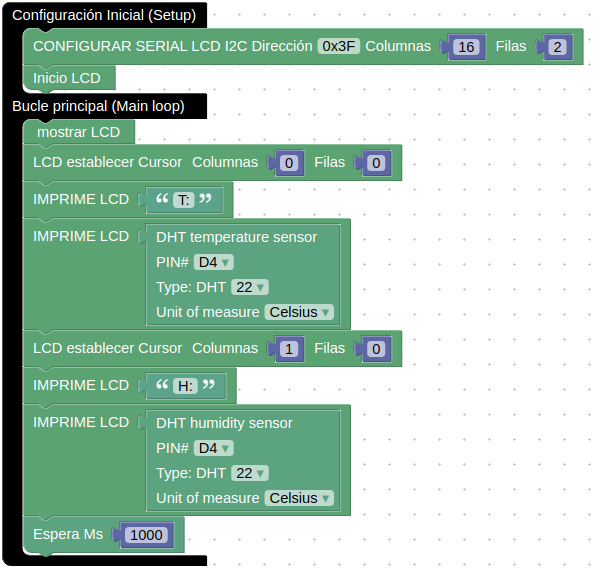 Configuración Inicial (Setup)
CONFIGURAR SERIAL LCD I2C Dirección 0x3F Columnas 16 Filas 2
Inicio LCD
Bucle principal (Main loop)
mostrar LCD
LCD establecer Cursor Columnas 0 Filas 0
IMPRIME LCD “ T: ”
IMPRIME LCD DHT temperature sensor
PIN# D4
Type: DHT 22
Unit of measure Celsius
LCD establecer Cursor Columnas 1 Filas 0
IMPRIME LCD “ H: ”
IMPRIME LCD DHT humidity sensor
PIN# D4
Type: DHT 22
Unit of measure Celsius
Espera Ms 1000